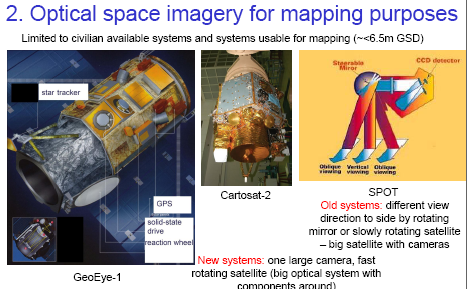 2. Optical space imagery for mapping purposes
Limited to civilian available systems and systems usable for mapping (~<6.5m GSD)
star tracker
GPS
solid-state
drive
reaction wheel
GeoEye-1
Cartosat-2
Steerable
Mirror
CCD detector
Oblique viewing
Vertical viewing
Oblique viewing
SPOT
Old systems: different view
direction to side by rotating
mirror or slowly rotating satellite
– big satellite with cameras
New systems: one large camera, fast
rotating satellite (big optical system with
components around)